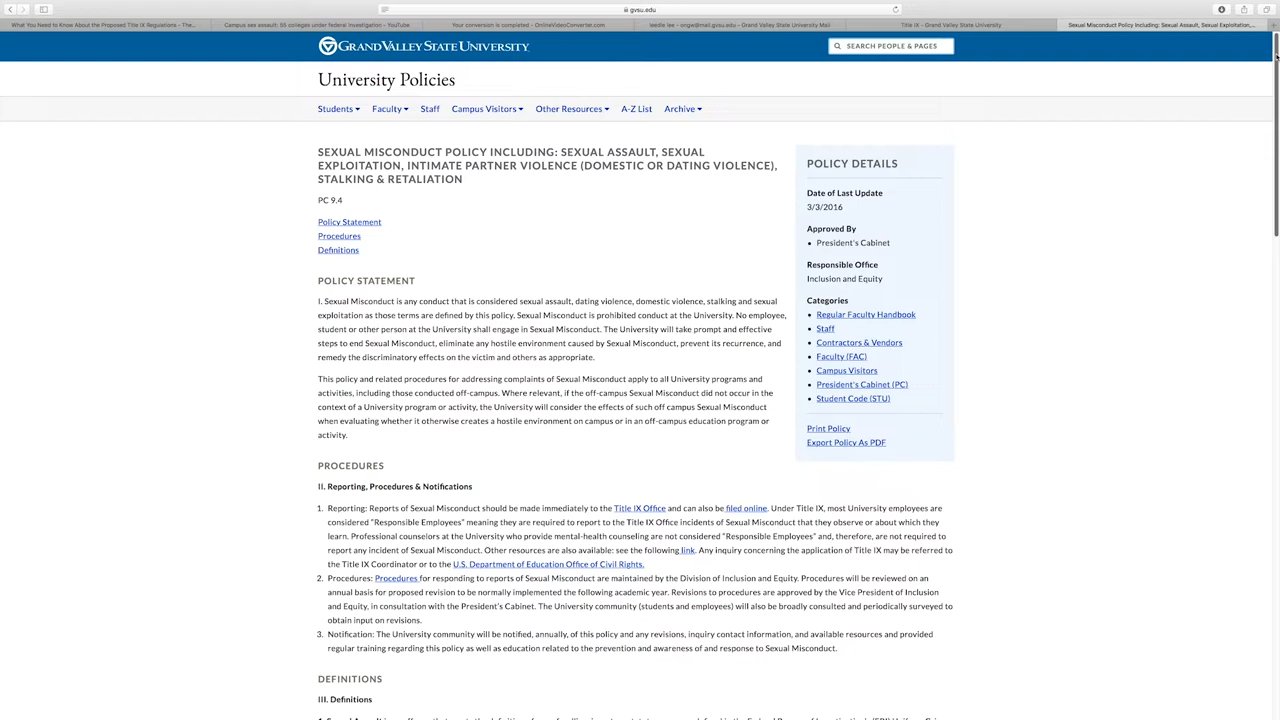 gvsu.edu
What You Need to Know About the Proposed Title IX Regulations - The...
Campus sex assault: 55 colleges under federal investigation - YouTube
Your conversion is completed - OnlineVideoConverter.com
Title IX - Grand Valley State University
Sexual Misconduct Policy Including: Sexual Assault, Sexual Exploitation,...
GRAND VALLEY STATE UNIVERSITY
SEARCH PEOPLE & PAGES
University Policies
Students Faculty Staff Campus Visitors Other Resources A-Z List Archive
SEXUAL MISCONDUCT POLICY INCLUDING: SEXUAL ASSAULT, SEXUAL
EXPLOITATION, INTIMATE PARTNER VIOLENCE (DOMESTIC OR DATING VIOLENCE),
STALKING & RETALIATION
PC 9.4
Policy Statement
Procedures
Definitions
POLICY STATEMENT
I. Sexual Misconduct is any conduct that is considered sexual assault, dating violence, domestic violence, stalking and sexual
exploitation as those terms are defined by this policy. Sexual Misconduct is prohibited conduct at the University. No employee,
student or other person at the University shall engage in Sexual Misconduct. The University will take prompt and effective
steps to end Sexual Misconduct, eliminate any hostile environment caused by Sexual Misconduct, prevent its recurrence, and
remedy the discriminatory effects on the victim and others as appropriate.
This policy and related procedures for addressing complaints of Sexual Misconduct apply to all University programs and
activities, including those conducted off-campus. Where relevant, if the off-campus Sexual Misconduct did not occur in the
context of a University program or activity, the University will consider the effects of such off campus Sexual Misconduct
when evaluating whether it otherwise creates a hostile environment on campus or in an off-campus education program or
activity.
POLICY DETAILS
Date of Last Update
3/3/2016
Approved By
• President's Cabinet
Responsible Office
Inclusion and Equity
Categories
• Regular Faculty Handbook
• Staff
• Contractors & Vendors
• Faculty (FAC)
• Campus Visitors
• President's Cabinet (PC)
• Student Code (STU)
Print Policy
Export Policy As PDF
PROCEDURES
II. Reporting, Procedures & Notifications
1. Reporting: Reports of Sexual Misconduct should be made immediately to the Title IX Office and can also be filed online. Under Title IX, most University employees are
considered "Responsible Employees" meaning they are required to report to the Title IX Office incidents of Sexual Misconduct that they observe or about which they
learn. Professional counselors at the University who provide mental-health counseling are not considered "Responsible Employees" and, therefore, are not required to
report any incident of Sexual Misconduct. Other resources are also available: see the following link. Any inquiry concerning the application of Title IX may be referred to
the Title IX Coordinator or to the U.S. Department of Education Office of Civil Rights.
2. Procedures: Procedures for responding to reports of Sexual Misconduct are maintained by the Division of Inclusion and Equity. Procedures will be reviewed on an
annual basis for proposed revision to be normally implemented the following academic year. Revisions to procedures are approved by the Vice President of Inclusion
and Equity, in consultation with the President's Cabinet. The University community (students and employees) will also be broadly consulted and periodically surveyed to
obtain input on revisions.
3. Notification: The University community will be notified, annually, of this policy and any revisions, inquiry contact information, and available resources and provided
regular training regarding this policy as well as education related to the prevention and awareness of and response to Sexual Misconduct.
DEFINITIONS
III. Definitions